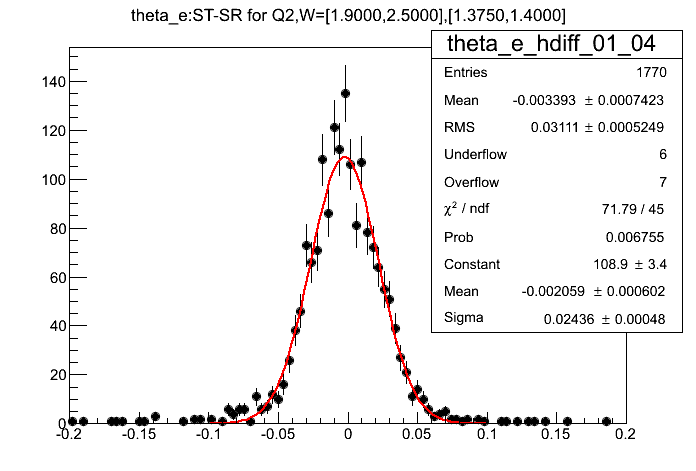 theta_e:ST-SR for Q2,W=[1.9000,2.5000],[1.3750,1.4000]
theta_e_hdiff_01_04
Entries 1770
Mean -0.003393 ± 0.0007423
RMS 0.03111 ± 0.0005249
Underflow 6
Overflow 7
χ² / ndf 71.79 / 45
Prob 0.006755
Constant 108.9 ± 3.4
Mean -0.002059 ± 0.000602
Sigma 0.02436 ± 0.00048
140
120
100
80
60
40
20
0
-0.2 -0.15 -0.1 -0.05 0 0.05 0.1 0.15 0.2